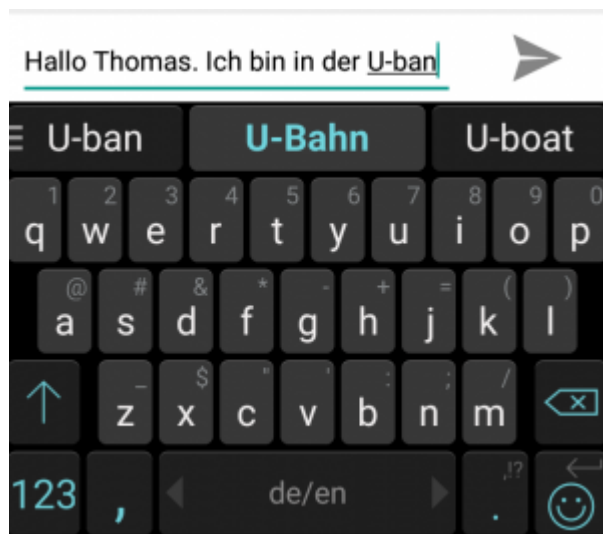 Hallo Thomas. Ich bin in der U-ban
U-ban U-Bahn U-boat
1 2 3 4 5 6 7 8 9 0
q w e r t y u i o p
@ # & * - + = ( )
a s d f g h j k l
_ $ " ' : ; /
z x c v b n m
123 , de/en ,!? .